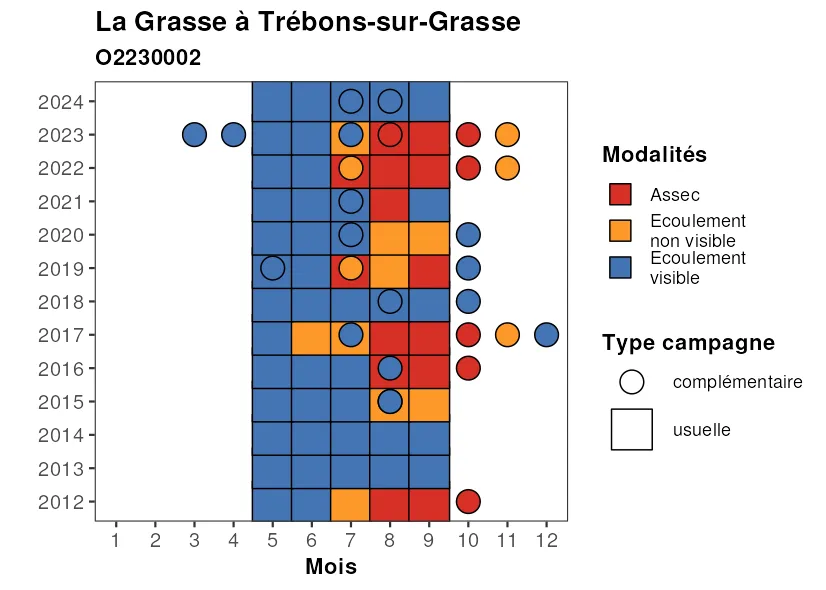 La Grasse à Trébons-sur-Grasse
O2230002
2024
2023
2022
2021
2020
2019
2018
2017
2016
2015
2014
2013
2012
1 2 3 4 5 6 7 8 9 10 11 12
Mois
Modalités
Assec
Ecoulement
non visible
Ecoulement
visible
Type campagne
complémentaire
usuelle